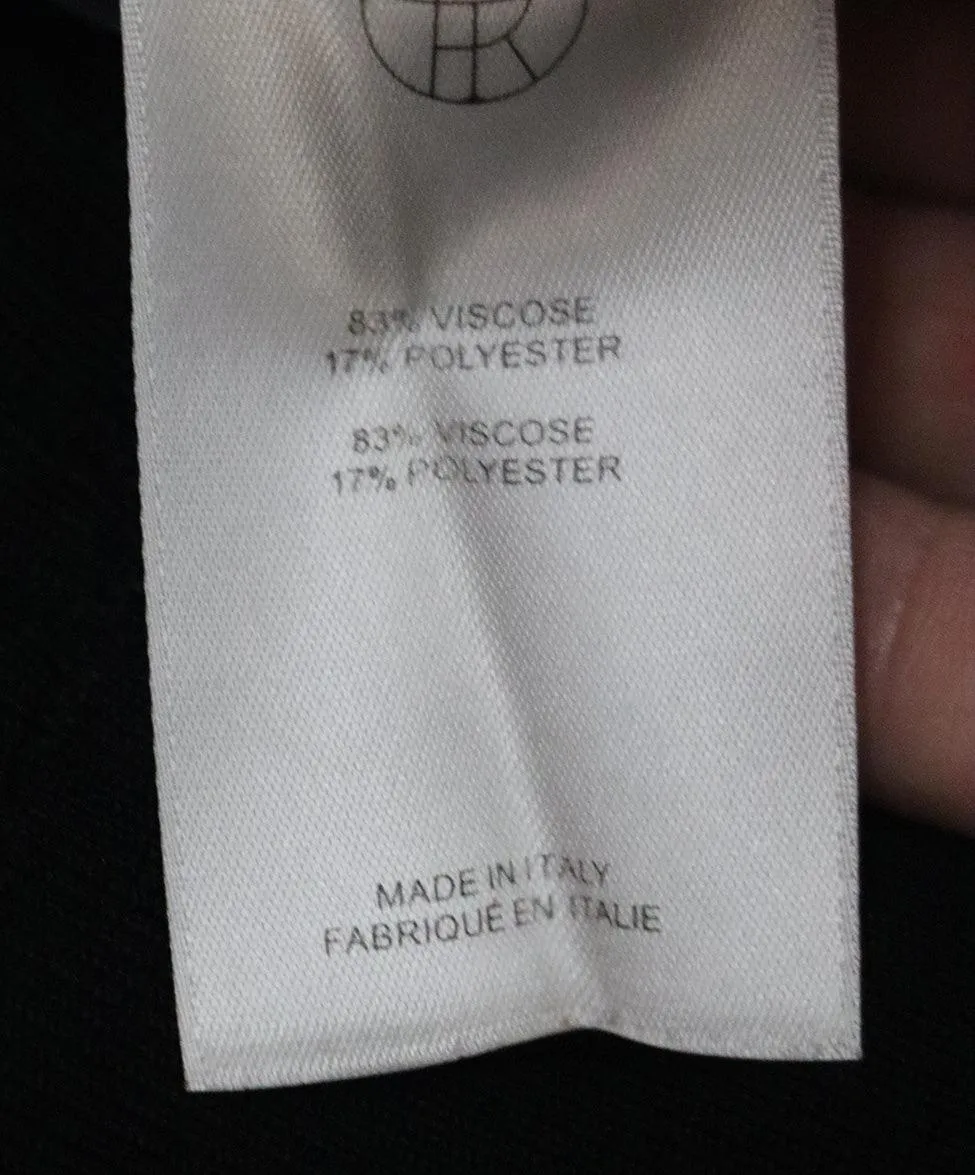 83% VISCOSE
17% POLYESTER
83% VISCOSE
17% POLYESTER
MADE IN ITALY
FABRIQUÉ EN ITALIE